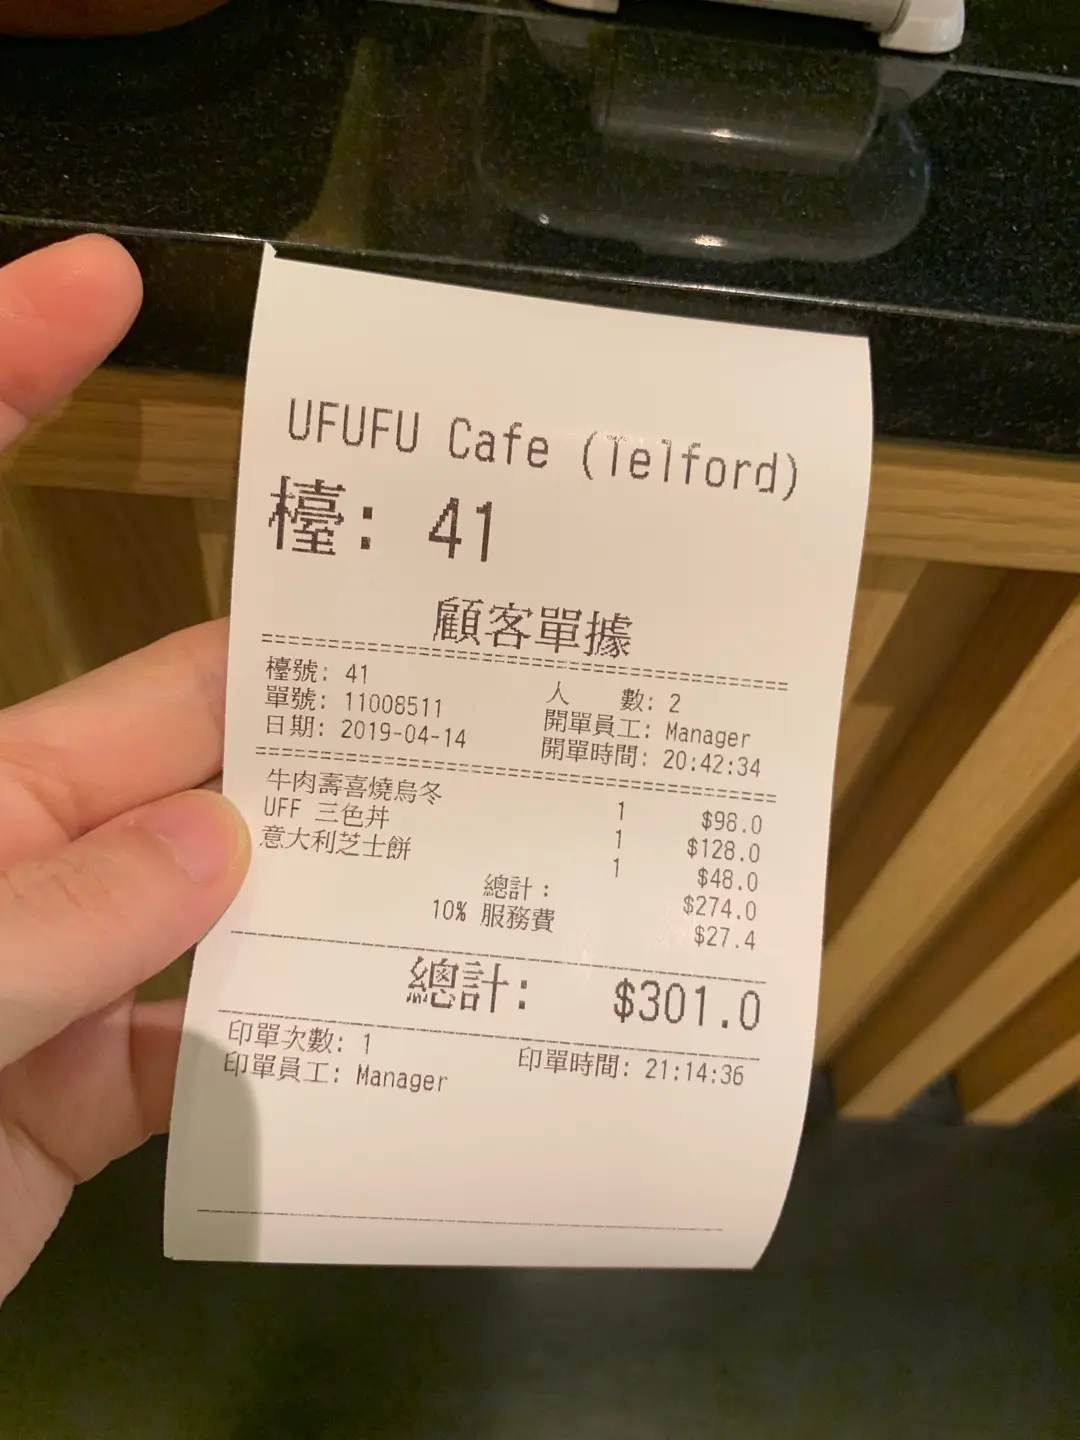 UFUFU Cafe (Telford)
檯: 41
顧客單據
檯號: 41 人 數: 2
單號: 11008511 開單員工: Manager
日期: 2019-04-14 開單時間: 20:42:34
牛肉壽喜燒烏冬 1 $98.0
UFF 三色丼 1 $128.0
意大利芝士餅 1 $48.0
總計: $274.0
10% 服務費 $27.4
總計: $301.0
印單次數: 1 印單時間: 21:14:36
印單員工: Manager